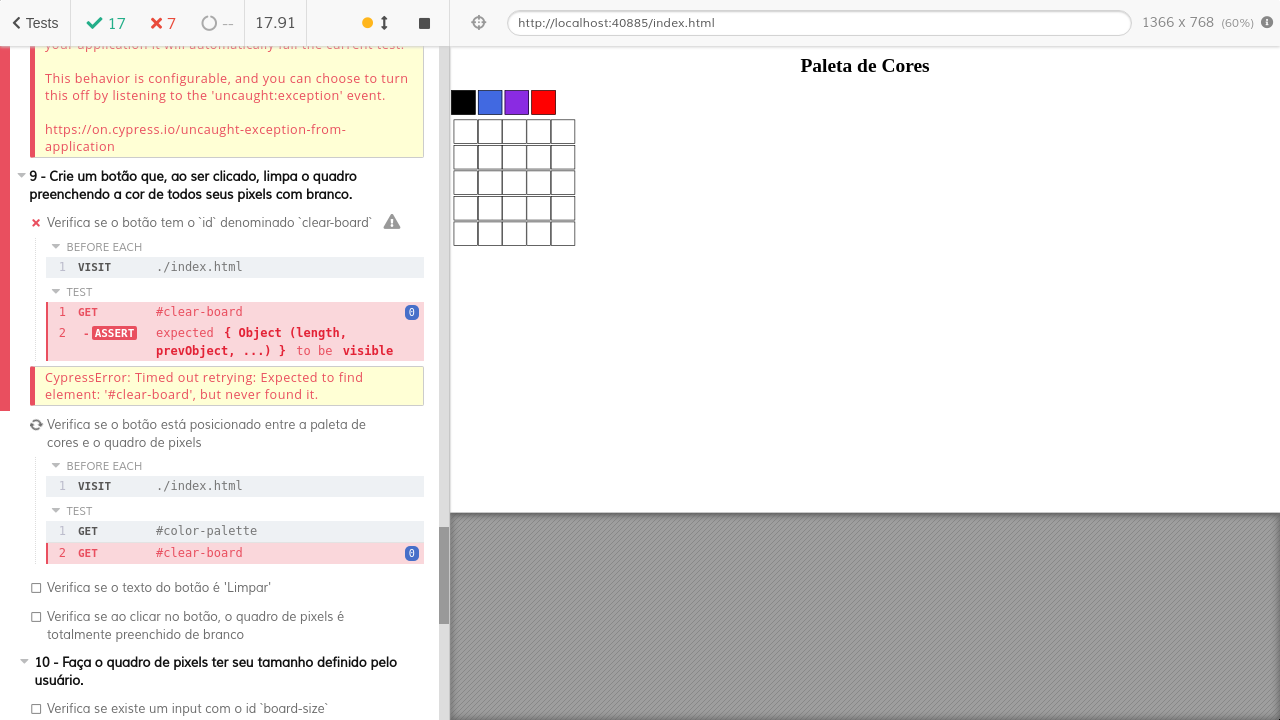 Tests
17
7
--
17.91
http://localhost:40885/index.html
1366 x 768 (60%)
your application it will automatically fail the current test.
This behavior is configurable, and you can choose to turn
this off by listening to the 'uncaught:exception' event.
https://on.cypress.io/uncaught-exception-from-
application
9 - Crie um botão que, ao ser clicado, limpa o quadro
preenchendo a cor de todos seus pixels com branco.
Verifica se o botão tem o `id` denominado `clear-board`
BEFORE EACH
1 VISIT ./index.html
TEST
1 GET #clear-board 0
2 -ASSERT expected { Object (length,
prevObject, ...) } to be visible
CypressError: Timed out retrying: Expected to find
element: '#clear-board', but never found it.
Verifica se o botão está posicionado entre a paleta de
cores e o quadro de pixels
BEFORE EACH
1 VISIT ./index.html
TEST
1 GET #color-palette
2 GET #clear-board 0
Verifica se o texto do botão é 'Limpar'
Verifica se ao clicar no botão, o quadro de pixels é
totalmente preenchido de branco
10 - Faça o quadro de pixels ter seu tamanho definido pelo
usuário.
Verifica se existe um input com o id `board-size`
Paleta de Cores